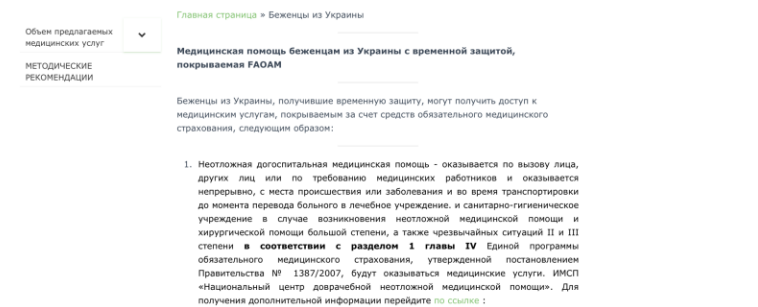 Главная страница » Беженцы из Украины
Объем предлагаемых
медицинских услуг
МЕТОДИЧЕСКИЕ
РЕКОМЕНДАЦИИ
Медицинская помощь беженцам из Украины с временной защитой,
покрываемая FAOAM
Беженцы из Украины, получившие временную защиту, могут получить доступ к
медицинским услугам, покрываемым за счет средств обязательного медицинского
страхования, следующим образом:
1. Неотложная догоспитальная медицинская помощь - оказывается по вызову лица,
других лиц или по требованию медицинских работников и оказывается
непрерывно, с места происшествия или заболевания и во время транспортировки
до момента перевода больного в лечебное учреждение. и санитарно-гигиеническое
учреждение в случае возникновения неотложной медицинской помощи и
хирургической помощи большой степени, а также чрезвычайных ситуаций II и III
степени в соответствии с разделом 1 главы IV Единой программы
обязательного медицинского страхования, утвержденной постановлением
Правительства № 1387/2007, будут оказываться медицинские услуги. ИМСП
«Национальный центр доврачебной неотложной медицинской помощи». Для
получения дополнительной информации перейдите по ссылке :